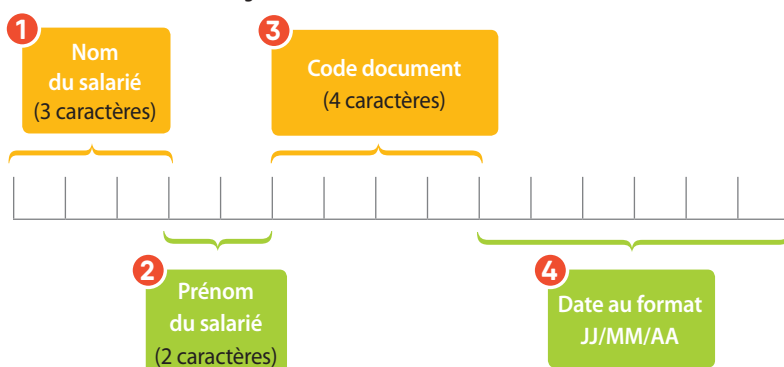 1
Nom
du salarié
(3 caractères)
3
Code document
(4 caractères)
2
Prénom
du salarié
(2 caractères)
4
Date au format
JJ/MM/AA